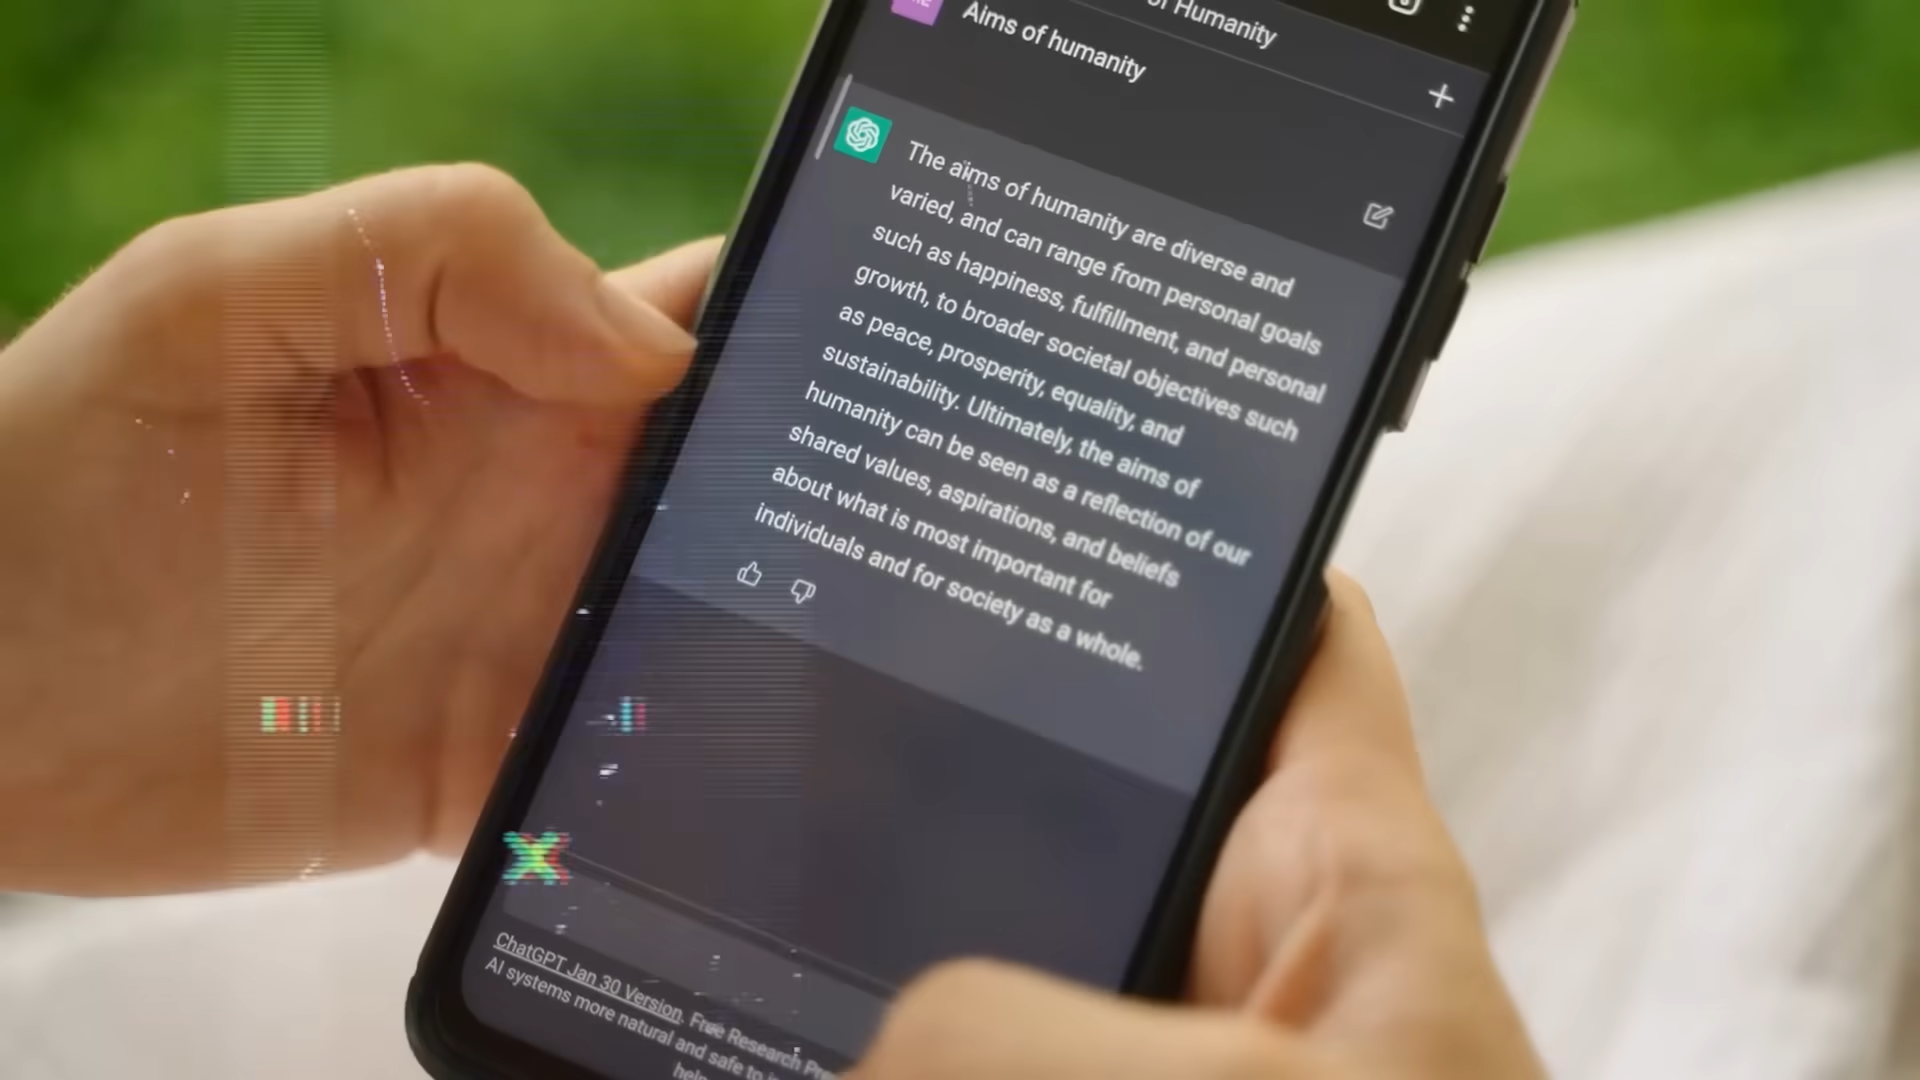 of Humanity
Aims of humanity
The aims of humanity are diverse and
varied, and can range from personal goals
such as happiness, fulfillment, and personal
growth, to broader societal objectives such
as peace, prosperity, equality, and
sustainability. Ultimately, the aims of
humanity can be seen as a reflection of our
shared values, aspirations, and beliefs
about what is most important for
individuals and for society as a whole.
ChatGPT Jan 30 Version. Free Research
AI systems more natural and safe to